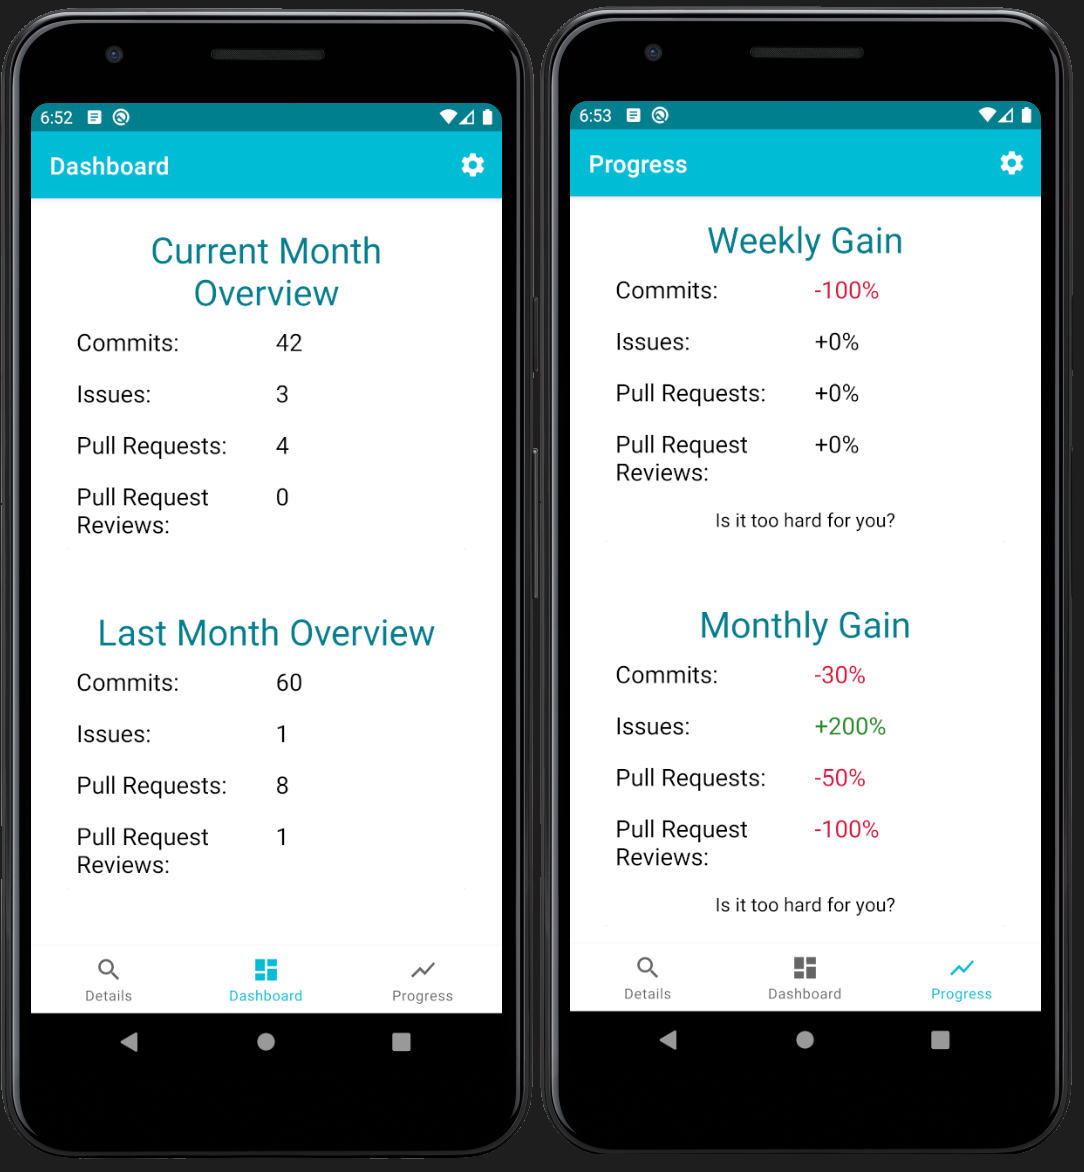 6:52
Dashboard
Current Month
Overview
Commits: 42
Issues: 3
Pull Requests: 4
Pull Request 0
Reviews:
Last Month Overview
Commits: 60
Issues: 1
Pull Requests: 8
Pull Request 1
Reviews:
Details Dashboard Progress
6:53
Progress
Weekly Gain
Commits: -100%
Issues: +0%
Pull Requests: +0%
Pull Request +0%
Reviews:
Is it too hard for you?
Monthly Gain
Commits: -30%
Issues: +200%
Pull Requests: -50%
Pull Request -100%
Reviews:
Is it too hard for you?
Details Dashboard Progress